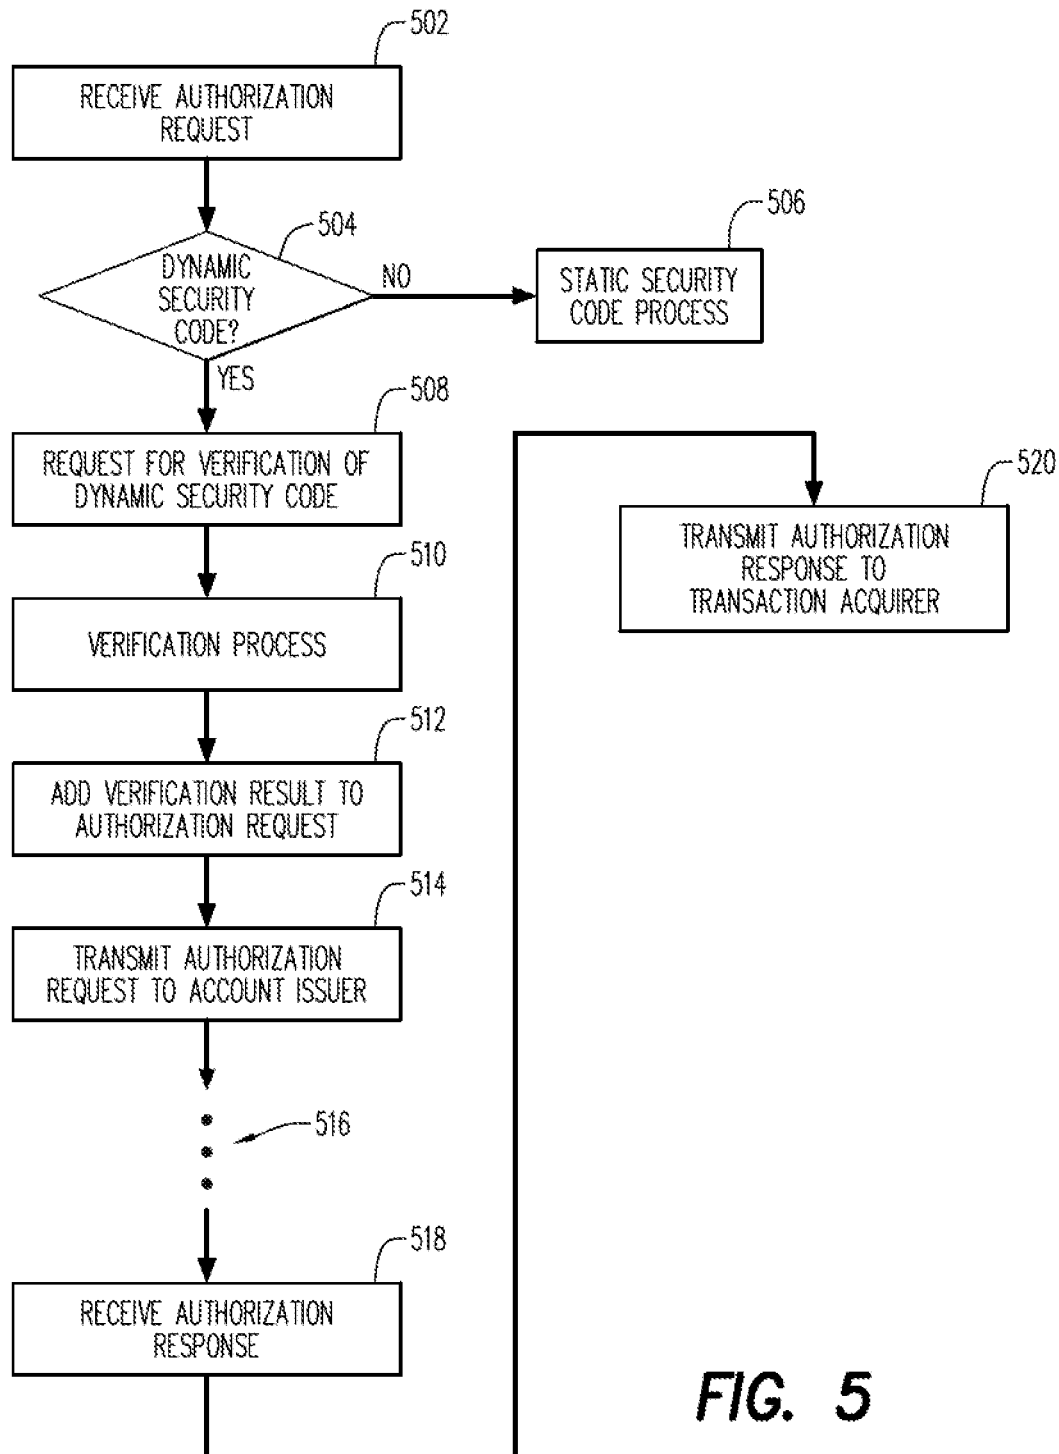 502
RECEIVE AUTHORIZATION
REQUEST
504
DYNAMIC
SECURITY
CODE?
NO
506
STATIC SECURITY
CODE PROCESS
YES
508
REQUEST FOR VERIFICATION OF
DYNAMIC SECURITY CODE
510
VERIFICATION PROCESS
512
ADD VERIFICATION RESULT TO
AUTHORIZATION REQUEST
514
TRANSMIT AUTHORIZATION
REQUEST TO ACCOUNT ISSUER
516
518
RECEIVE AUTHORIZATION
RESPONSE
520
TRANSMIT AUTHORIZATION
RESPONSE TO
TRANSACTION ACQUIRER
FIG. 5